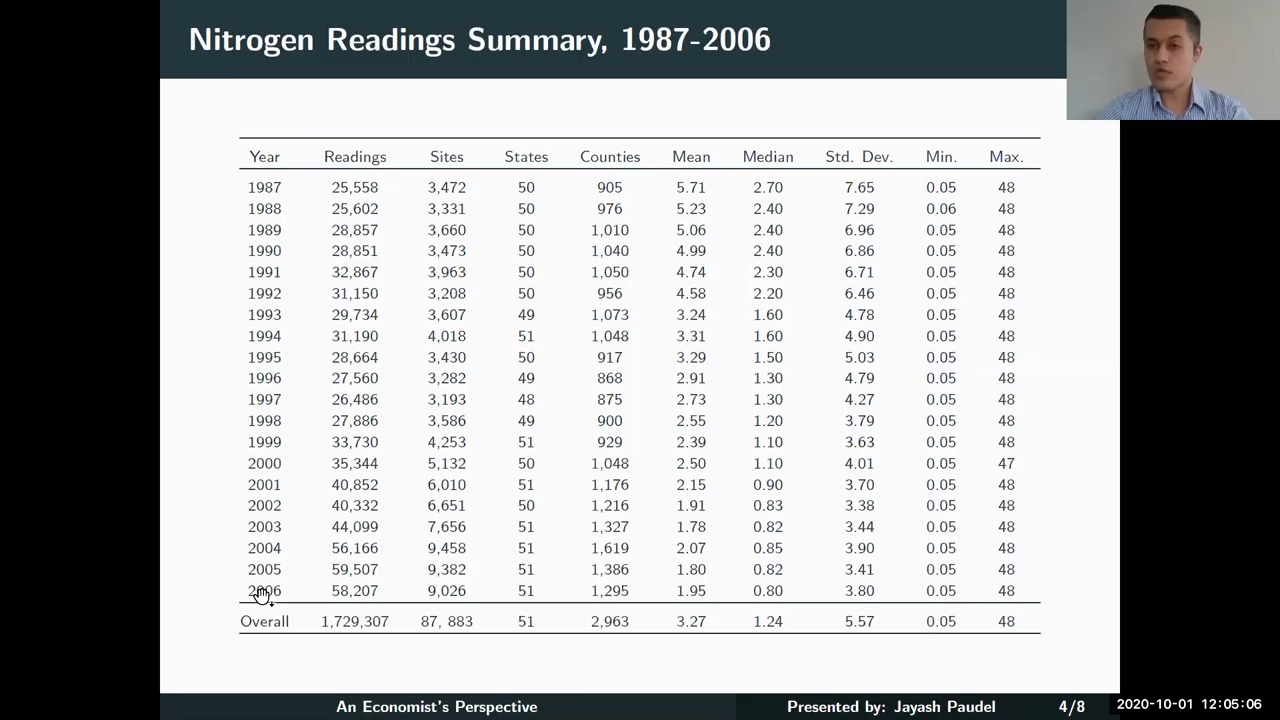 Nitrogen Readings Summary, 1987-2006
Year Readings Sites States Counties Mean Median Std. Dev. Min. Max.
1987 25,558 3,472 50 905 5.71 2.70 7.65 0.05 48
1988 25,602 3,331 50 976 5.23 2.40 7.29 0.06 48
1989 28,857 3,660 50 1,010 5.06 2.40 6.96 0.05 48
1990 28,851 3,473 50 1,040 4.99 2.40 6.86 0.05 48
1991 32,867 3,963 50 1,050 4.74 2.30 6.71 0.05 48
1992 31,150 3,208 50 956 4.58 2.20 6.46 0.05 48
1993 29,734 3,607 49 1,073 3.24 1.60 4.78 0.05 48
1994 31,190 4,018 51 1,048 3.31 1.60 4.90 0.05 48
1995 28,664 3,430 50 917 3.29 1.50 5.03 0.05 48
1996 27,560 3,282 49 868 2.91 1.30 4.79 0.05 48
1997 26,486 3,193 48 875 2.73 1.30 4.27 0.05 48
1998 27,886 3,586 49 900 2.55 1.20 3.79 0.05 48
1999 33,730 4,253 51 929 2.39 1.10 3.63 0.05 48
2000 35,344 5,132 50 1,048 2.50 1.10 4.01 0.05 47
2001 40,852 6,010 51 1,176 2.15 0.90 3.70 0.05 48
2002 40,332 6,651 50 1,216 1.91 0.83 3.38 0.05 48
2003 44,099 7,656 51 1,327 1.78 0.82 3.44 0.05 48
2004 56,166 9,458 51 1,619 2.07 0.85 3.90 0.05 48
2005 59,507 9,382 51 1,386 1.80 0.82 3.41 0.05 48
2006 58,207 9,026 51 1,295 1.95 0.80 3.80 0.05 48
Overall 1,729,307 87, 883 51 2,963 3.27 1.24 5.57 0.05 48
An Economist's Perspective Presented by: Jayash Paudel 4/8 2020-10-01 12:05:06